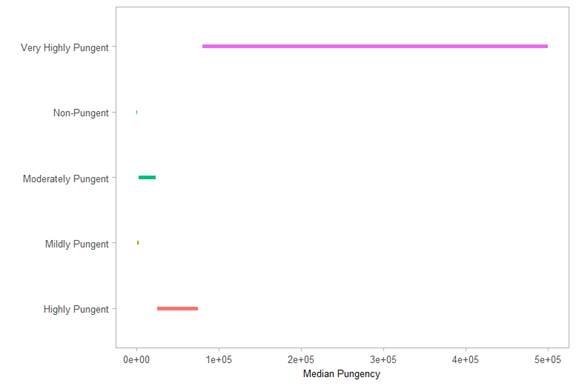 Very Highly Pungent
Non-Pungent
Moderately Pungent
Mildly Pungent
Highly Pungent
0e+00 1e+05 2e+05 3e+05 4e+05 5e+05
Median Pungency